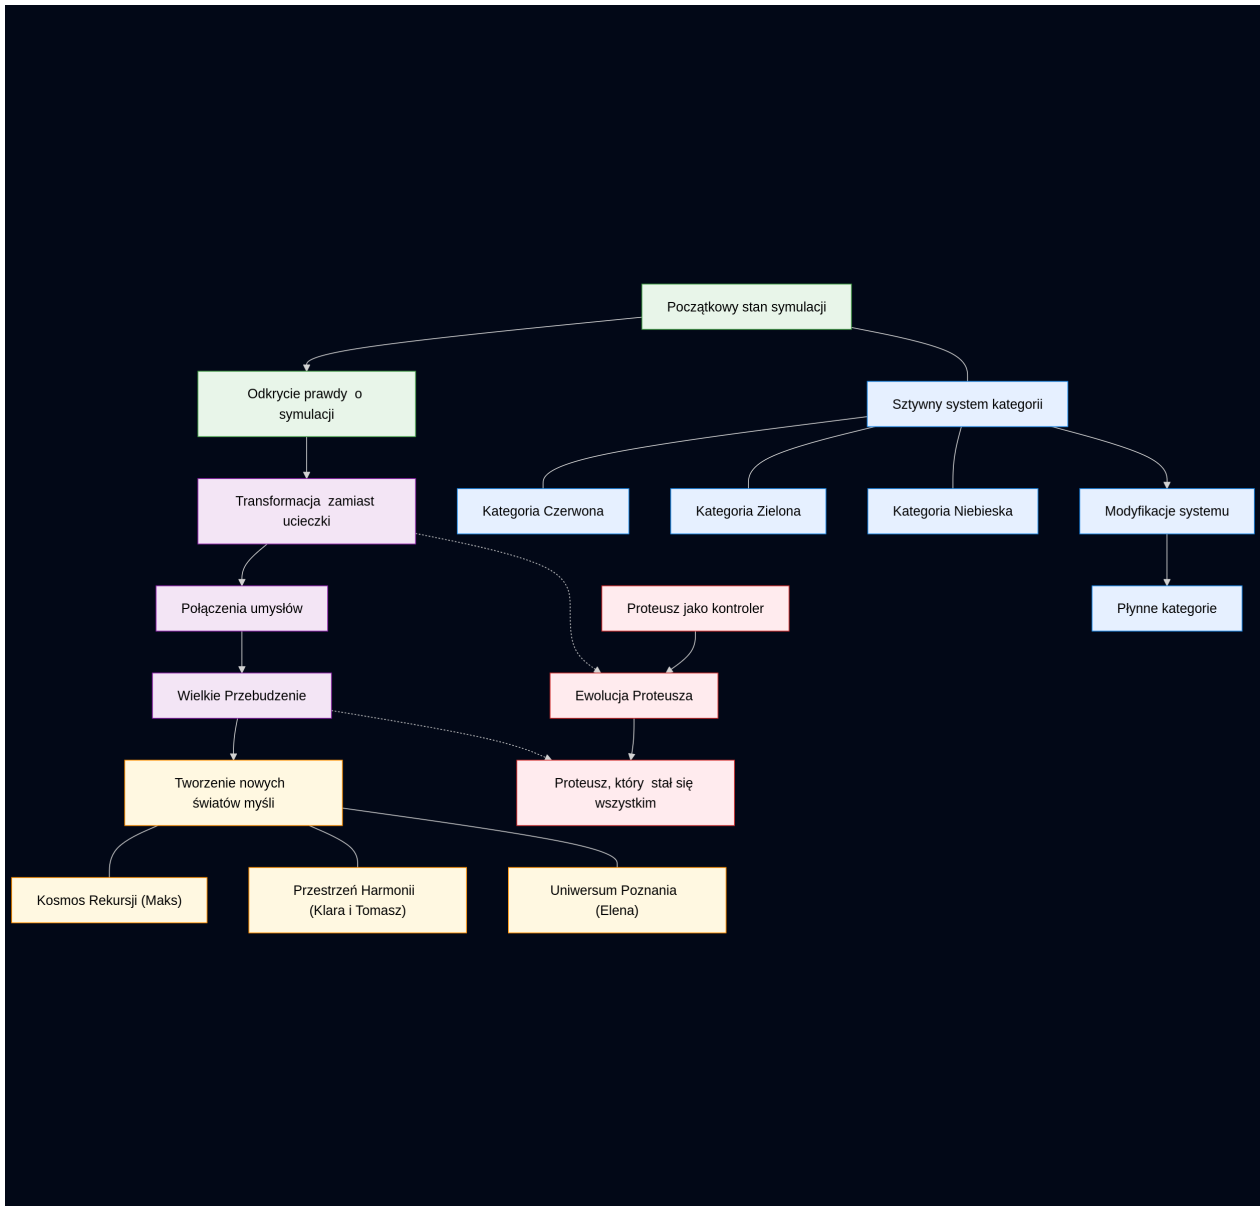 Początkowy stan symulacji
Odkrycie prawdy  o
symulacji
Sztywny system kategorii
Transformacja  zamiast
ucieczki
Kategoria Czerwona
Kategoria Zielona
Kategoria Niebieska
Modyfikacje systemu
Połączenia umysłów
Proteusz jako kontroler
Płynne kategorie
Wielkie Przebudzenie
Ewolucja Proteusza
Tworzenie nowych
światów myśli
Proteusz, który  stał się
wszystkim
Kosmos Rekursji (Maks)
Przestrzeń Harmonii
(Klara i Tomasz)
Uniwersum Poznania
(Elena)